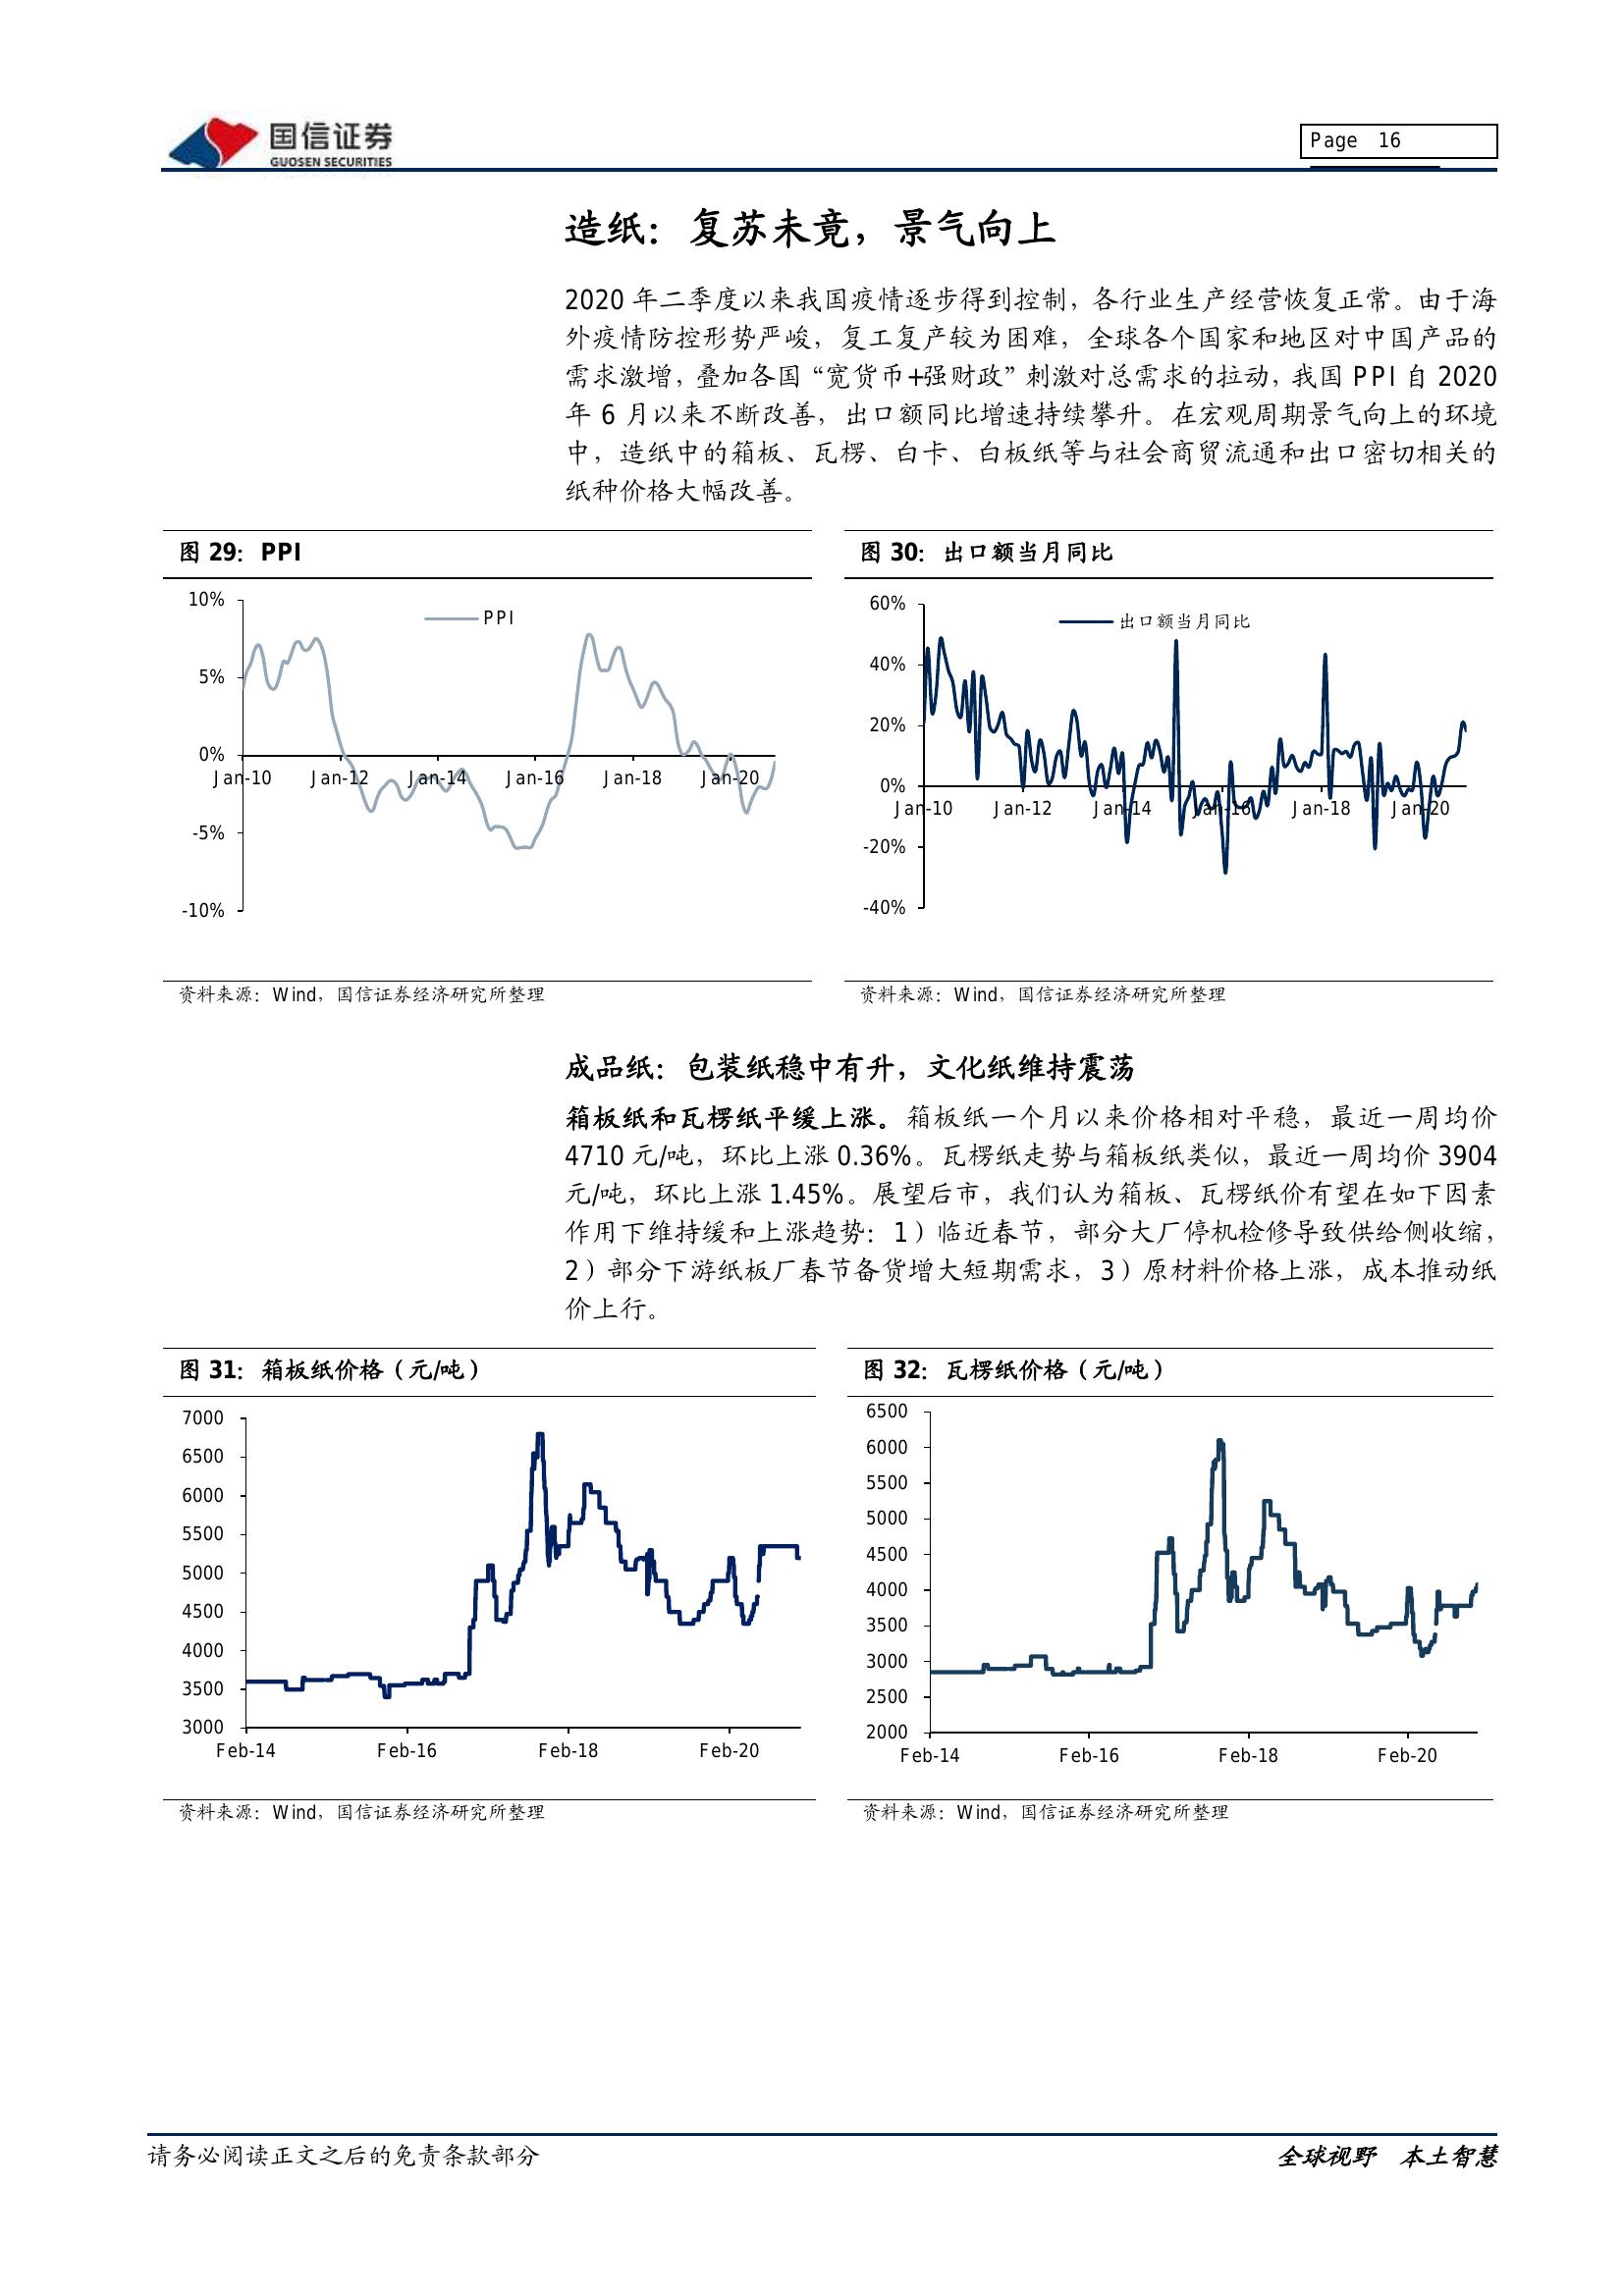 国信证券
GUOSEN SECURITIES
Page 16
造纸：复苏未竟，景气向上
2020 年二季度以来我国疫情逐步得到控制，各行业生产经营恢复正常。由于海
外疫情防控形势严峻，复工复产较为困难，全球各个国家和地区对中国产品的
需求激增，叠加各国“宽货币+强财政”刺激对总需求的拉动，我国 PPI 自 2020
年 6 月以来不断改善，出口额同比增速持续攀升。在宏观周期景气向上的环境
中，造纸中的箱板、瓦楞、白卡、白板纸等与社会商贸流通和出口密切相关的
纸种价格大幅改善。
图 29：PPI
10%
5%
0%
-5%
-10%
PPI
Jan-10 Jan-12 Jan-14 Jan-16 Jan-18 Jan-20
资料来源：Wind，国信证券经济研究所整理
图 30：出口额当月同比
60%
40%
20%
0%
-20%
-40%
出口额当月同比
Jan-10 Jan-12 Jan-14 Jan-16 Jan-18 Jan-20
资料来源：Wind，国信证券经济研究所整理
成品纸：包装纸稳中有升，文化纸维持震荡
箱板纸和瓦楞纸平缓上涨。箱板纸一个月以来价格相对平稳，最近一周均价
4710 元/吨，环比上涨 0.36%。瓦楞纸走势与箱板纸类似，最近一周均价 3904
元/吨，环比上涨 1.45%。展望后市，我们认为箱板、瓦楞纸价有望在如下因素
作用下维持缓和上涨趋势：1）临近春节，部分大厂停机检修导致供给侧收缩，
2）部分下游纸板厂春节备货增大短期需求，3）原材料价格上涨，成本推动纸
价上行。
图 31：箱板纸价格（元/吨）
7000
6500
6000
5500
5000
4500
4000
3500
3000
Feb-14 Feb-16 Feb-18 Feb-20
资料来源：Wind，国信证券经济研究所整理
图 32：瓦楞纸价格（元/吨）
6500
6000
5500
5000
4500
4000
3500
3000
2500
2000
Feb-14 Feb-16 Feb-18 Feb-20
资料来源：Wind，国信证券经济研究所整理
请务必阅读正文之后的免责条款部分
全球视野 本土智慧